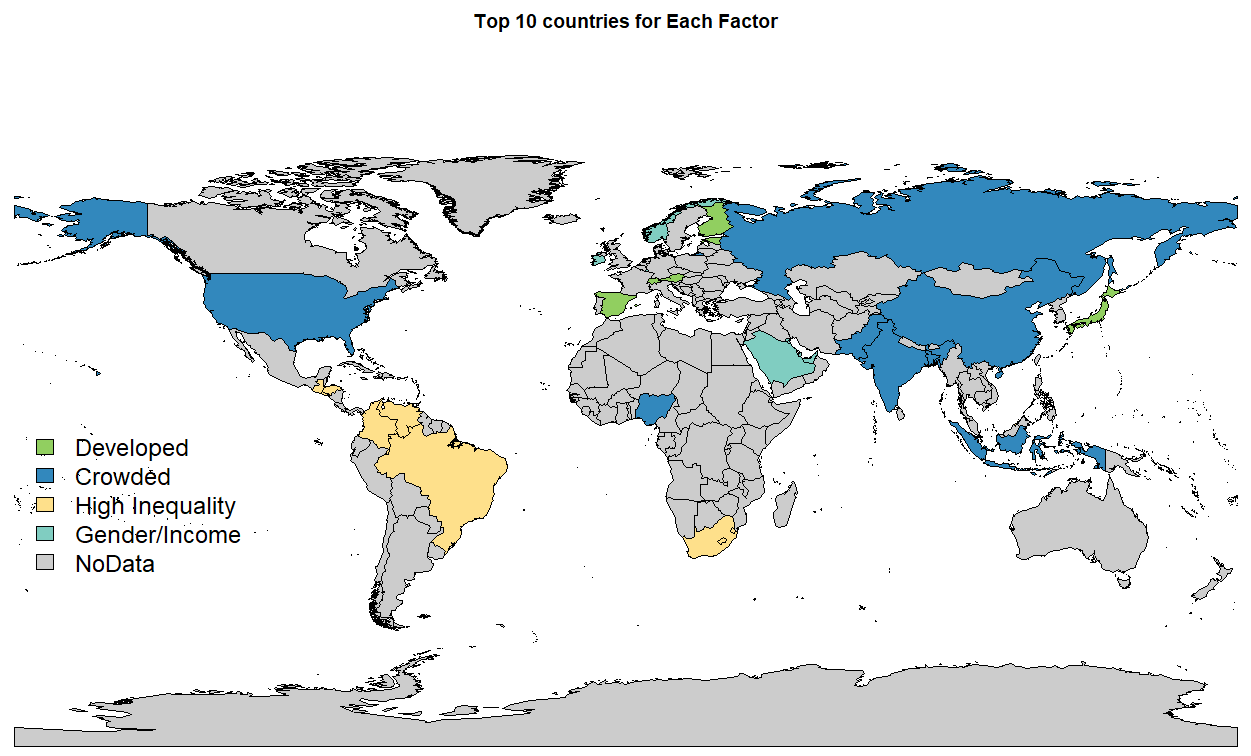 Top 10 countries for Each Factor
Developed
Crowded
High Inequality
Gender/Income
NoData